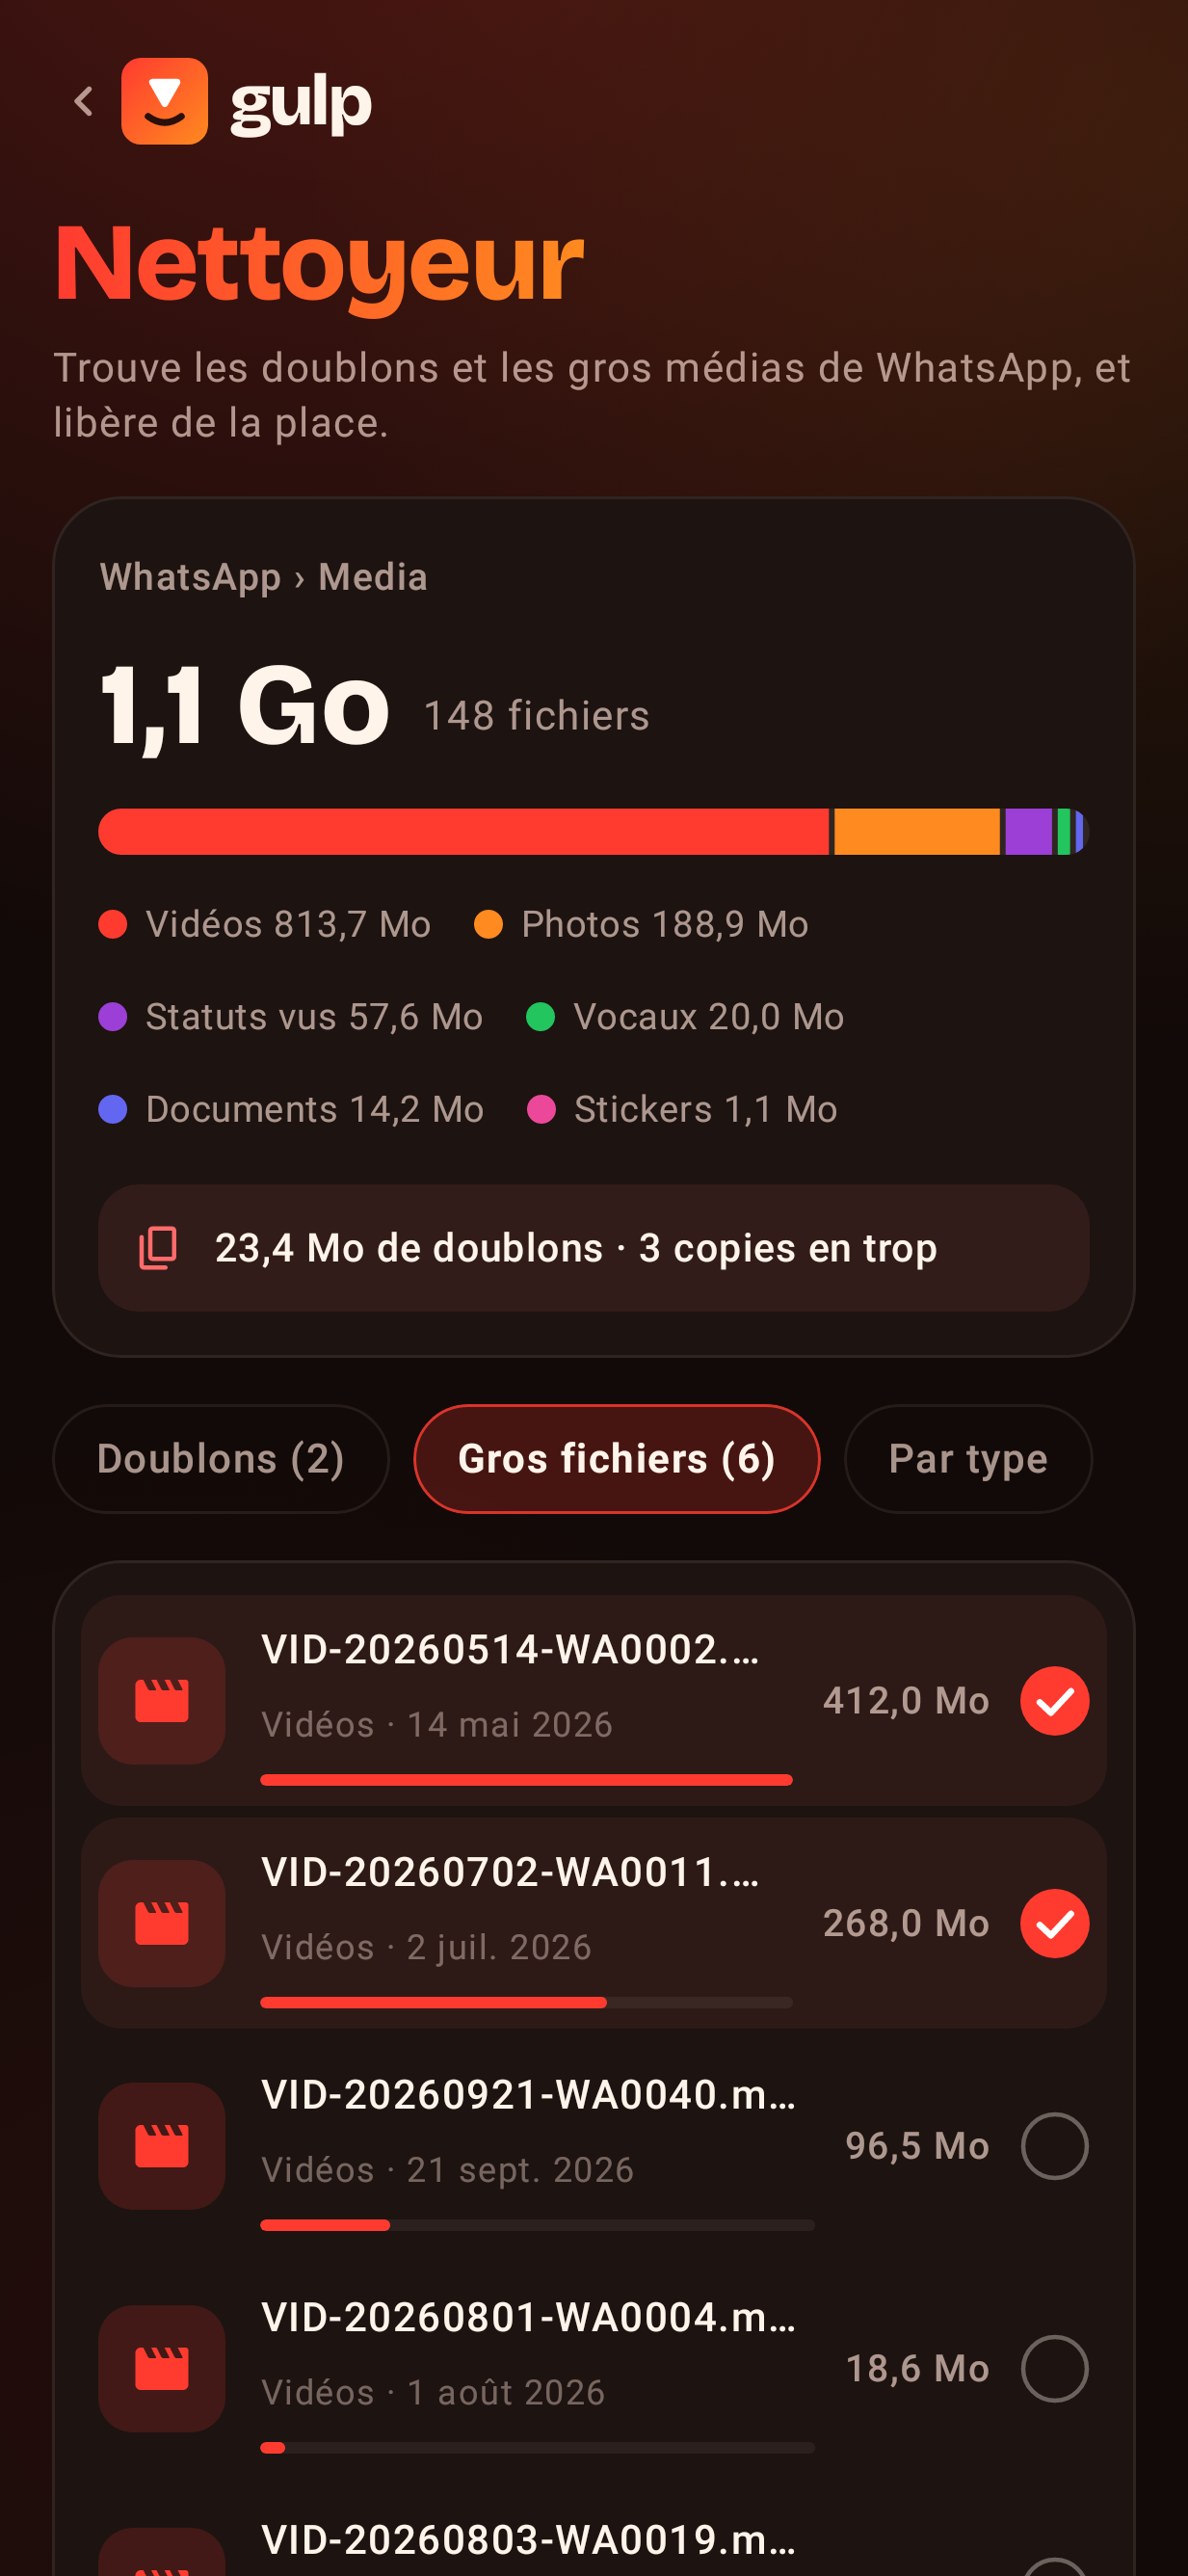 gulp
Nettoyeur
Trouve les doublons et les gros médias de WhatsApp, et
libère de la place.
WhatsApp › Media
1,1 Go 148 fichiers
Vidéos 813,7 Mo Photos 188,9 Mo
Statuts vus 57,6 Mo Vocaux 20,0 Mo
Documents 14,2 Mo Stickers 1,1 Mo
23,4 Mo de doublons · 3 copies en trop
Doublons (2) Gros fichiers (6) Par type
VID-20260514-WA0002.…
412,0 Mo
Vidéos · 14 mai 2026
VID-20260702-WA0011.…
268,0 Mo
Vidéos · 2 juil. 2026
VID-20260921-WA0040.m…
96,5 Mo
Vidéos · 21 sept. 2026
VID-20260801-WA0004.m…
18,6 Mo
Vidéos · 1 août 2026
VID-20260803-WA0019.m…